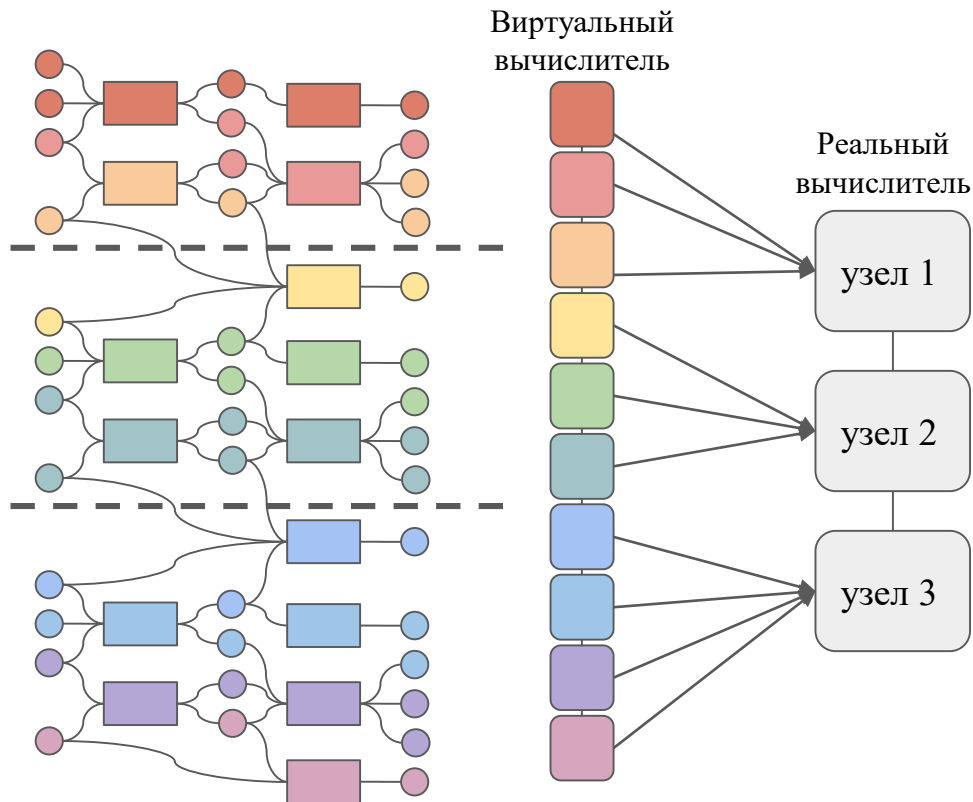 Виртуальный
вычислитель
Реальный
вычислитель
узел 1
узел 2
узел 3